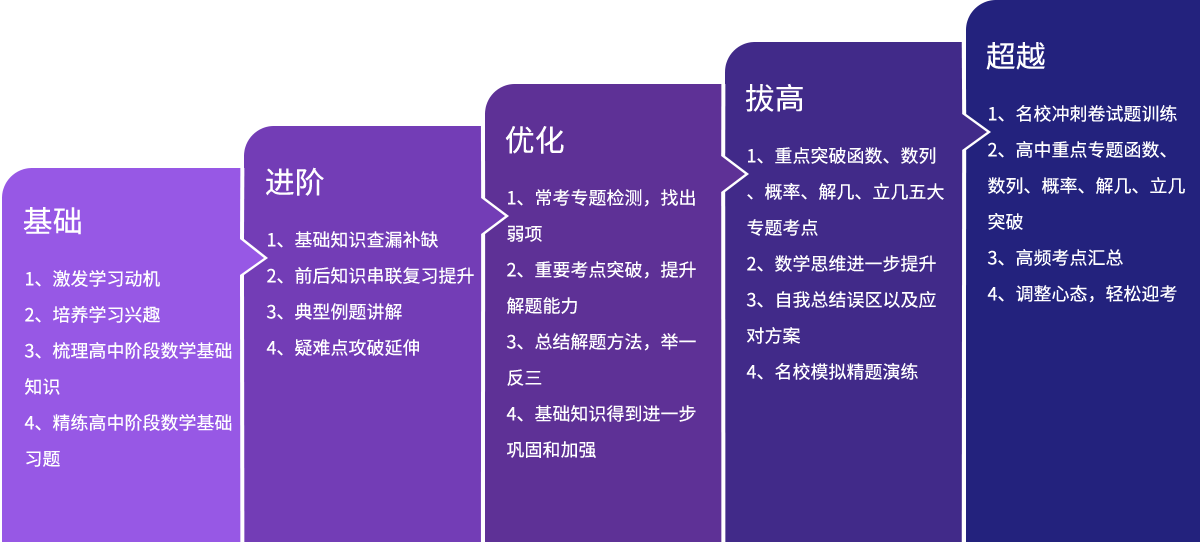 基础
1、激发学习动机
2、培养学习兴趣
3、梳理高中阶段数学基础
知识
4、精练高中阶段数学基础
习题
进阶
1、基础知识查漏补缺
2、前后知识串联复习提升
3、典型例题讲解
4、疑难点攻破延伸
优化
1、常考专题检测，找出
弱项
2、重要考点突破，提升
解题能力
3、总结解题方法，举一
反三
4、基础知识得到进一步
巩固和加强
拔高
1、重点突破函数、数列
、概率、解几、立几五大
专题考点
2、数学思维进一步提升
3、自我总结误区以及应
对方案
4、名校模拟精题演练
超越
1、名校冲刺卷试题训练
2、高中重点专题函数、
数列、概率、解几、立几
突破
3、高频考点汇总
4、调整心态，轻松迎考